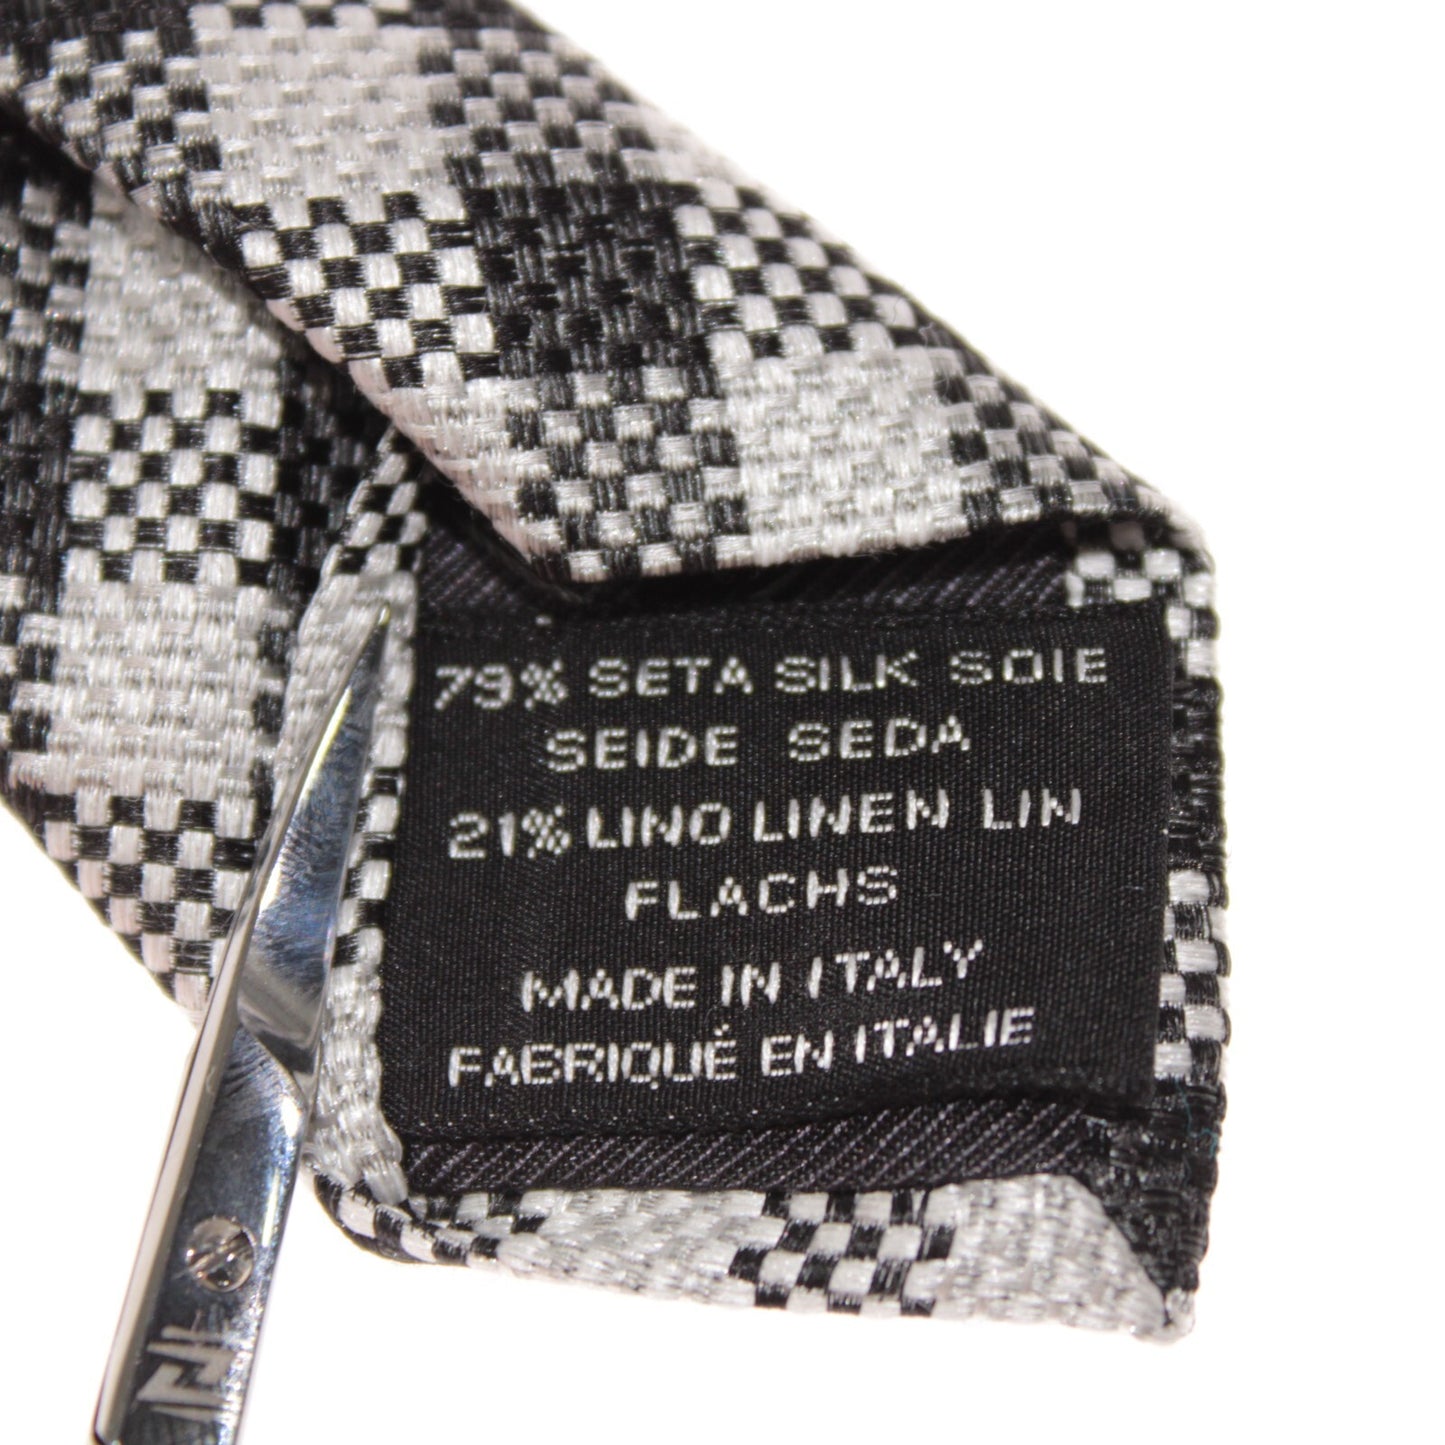 79% SETA SILK SOIE
SEIDE SEDA
21% LINO LINEN LIN
FLACHS
MADE IN ITALY
FABRIQUÉ EN ITALIE